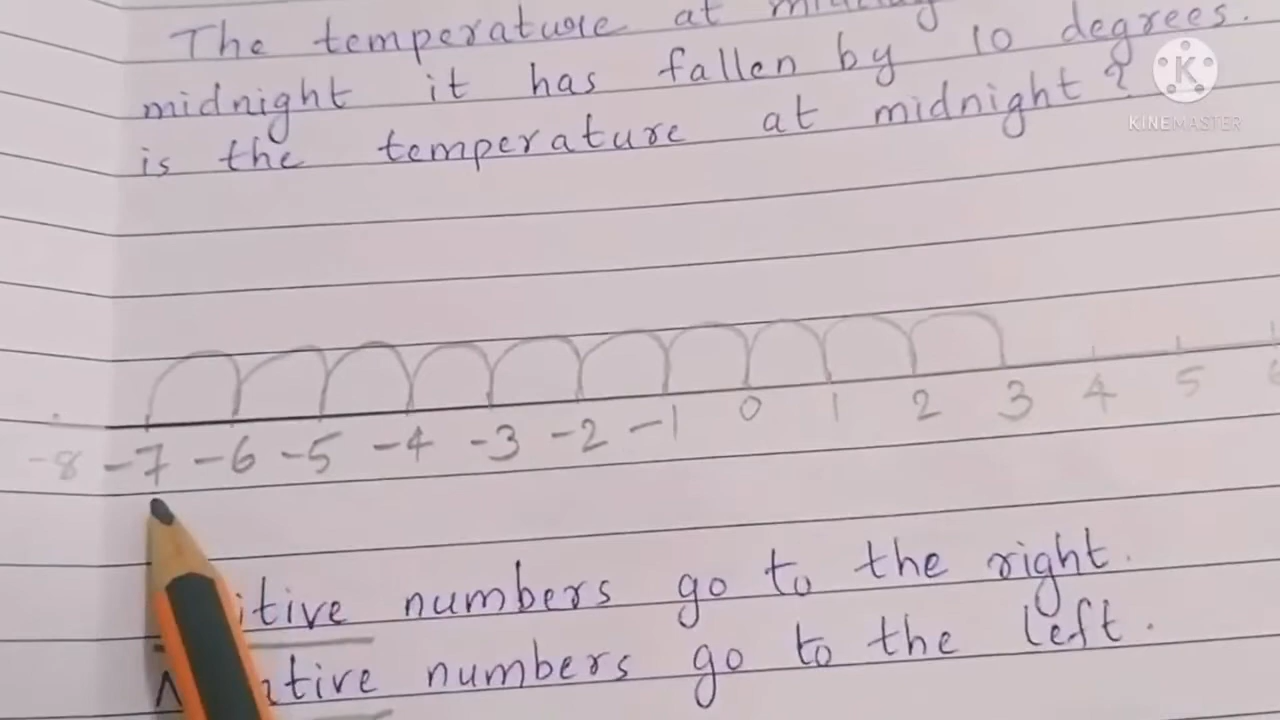 The temperature at
midnight it has fallen by 10 degrees.
is the temperature at midnight ?
K
KINEMASTER
-8 -7 -6 -5 -4 -3 -2 -1 0 1 2 3 4 5
numbers go to the right.
numbers go to the left.